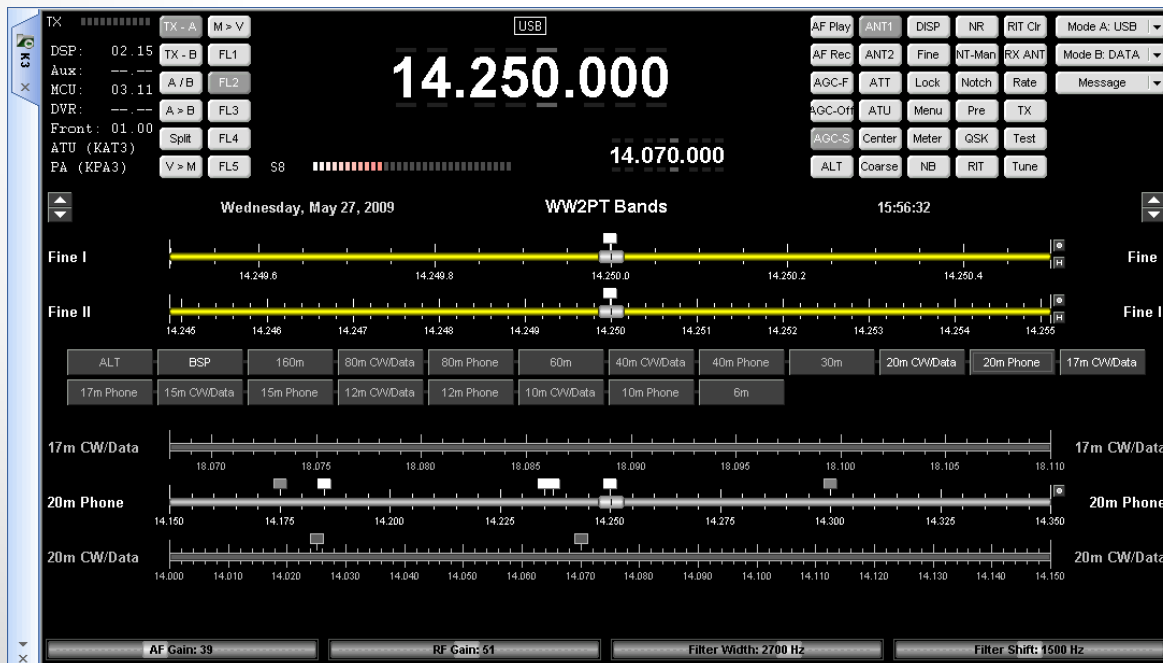 K3
TX
DSP: 02.15
Aux: --.--
MCU: 03.11
DVR: --.--
Front: 01.00
ATU (KAT3)
PA (KPA3)
TX - A M > V
TX - B FL1
A / B FL2
A > B FL3
Split FL4
V > M FL5
USB
14.250.000
14.070.000
S8
AF Play ANT1 DISP NR RIT Clr Mode A: USB
AF Rec ANT2 Fine NT-Man RX ANT Mode B: DATA
AGC-F ATT Lock Notch Rate Message
AGC-Off ATU Menu Pre TX
AGC-S Center Meter QSK Test
ALT Coarse NB RIT Tune
Wednesday, May 27, 2009 WW2PT Bands 15:56:32
Fine I Fine
H
14.249.6 14.249.8 14.250.0 14.250.2 14.250.4
Fine II Fine I
H
14.245 14.246 14.247 14.248 14.249 14.250 14.251 14.252 14.253 14.254 14.255
ALT BSP 160m 80m CW/Data 80m Phone 60m 40m CW/Data 40m Phone 30m 20m CW/Data 20m Phone 17m CW/Data
17m Phone 15m CW/Data 15m Phone 12m CW/Data 12m Phone 10m CW/Data 10m Phone 6m
17m CW/Data 17m CW/Data
18.070 18.075 18.080 18.085 18.090 18.095 18.100 18.105 18.110
20m Phone 20m Phone
14.150 14.175 14.200 14.225 14.250 14.275 14.300 14.325 14.350
20m CW/Data 20m CW/Data
14.000 14.010 14.020 14.030 14.040 14.050 14.060 14.070 14.080 14.090 14.100 14.110 14.120 14.130 14.140 14.150
AF Gain: 39 RF Gain: 51 Filter Width: 2700 Hz Filter Shift: 1500 Hz